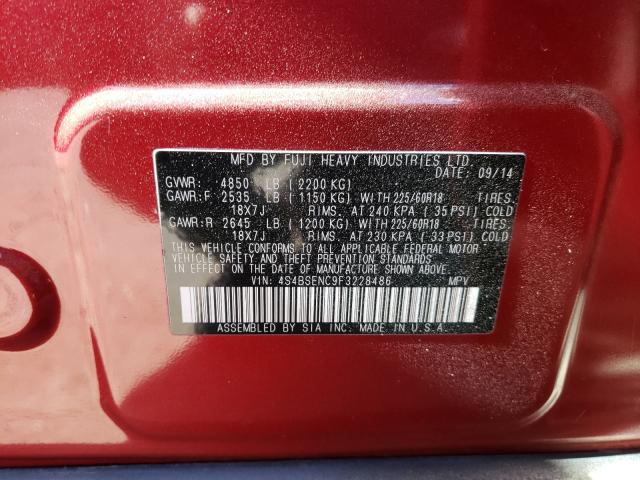 MFD BY FUJI HEAVY INDUSTRIES LTD.
DATE: 09/14
GVWR: 4850 LB (2200 KG)
GAWR:F 2535 LB (1150 KG) WITH 225/60R18 TIRES,
18X7J RIMS, AT 240 KPA (35 PSI) COLD
GAWR:R 2645 LB (1200 KG) WITH 225/60R18 TIRES,
18X7J RIMS, AT 230 KPA (33 PSI) COLD
THIS VEHICLE CONFORMS TO ALL APPLICABLE FEDERAL MOTOR
VEHICLE SAFETY, BUMPER, AND THEFT PREVENTION STANDARDS
IN EFFECT ON THE DATE OF MANUFACTURE SHOWN ABOVE.
VIN: 4S4BSENC9F3228486 MPV
ASSEMBLED BY SIA INC. MADE IN U.S.A.